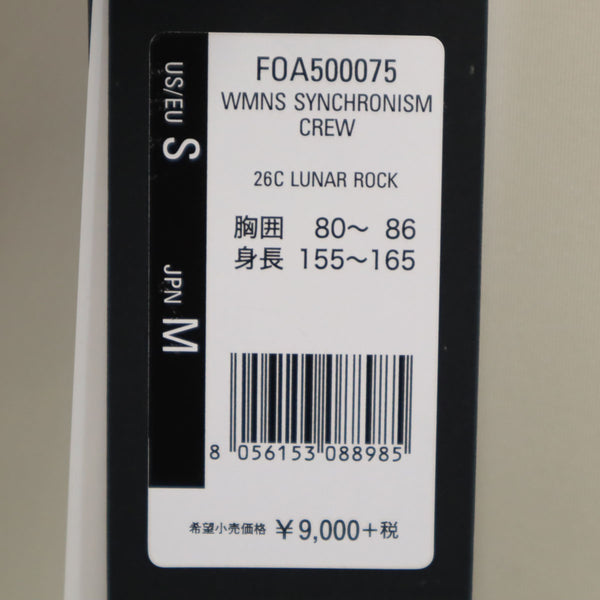 US/EU S
JPN M
FOA500075
WMNS SYNCHRONISM
CREW
26C LUNAR ROCK
胸囲 80～ 86
身長 155～165
8 056153 088985
希望小売価格 ¥9,000+税